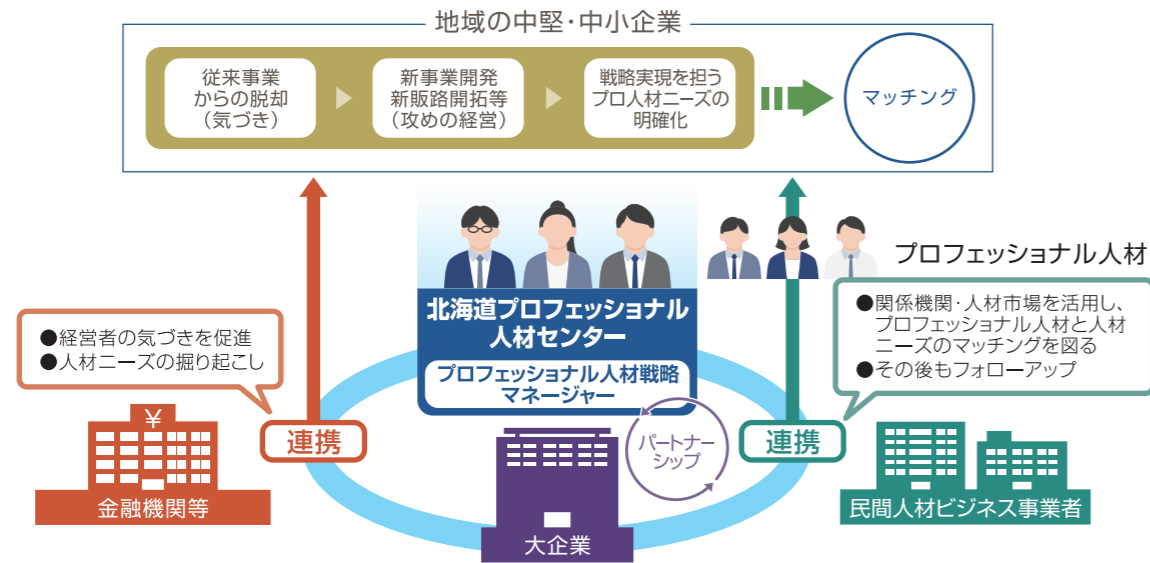 地域の中堅・中小企業
従来事業
からの脱却
（気づき）
新事業開発
新販路開拓等
（攻めの経営）
戦略実現を担う
プロ人材ニーズの
明確化
マッチング
プロフェッショナル人材
北海道プロフェッショナル
人材センター
プロフェッショナル人材戦略
マネージャー
●経営者の気づきを促進
●人材ニーズの掘り起こし
●関係機関・人材市場を活用し、
プロフェッショナル人材と人材
ニーズのマッチングを図る
●その後もフォローアップ
連携
パートナー
シップ
連携
¥
金融機関等
大企業
民間人材ビジネス事業者